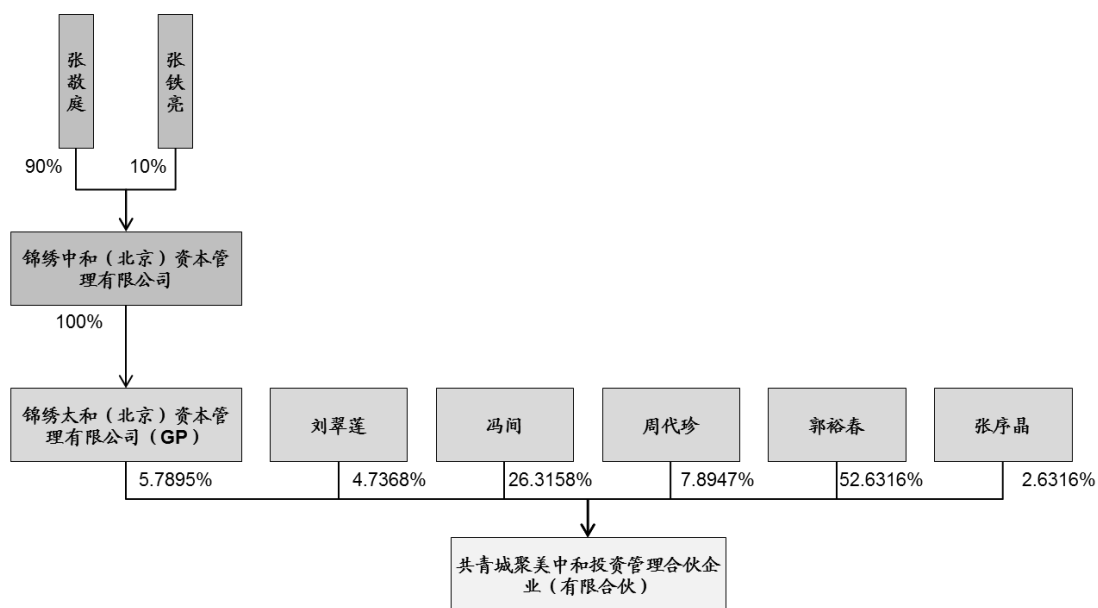 张敬庭
张铁亮
90%
10%
锦绣中和（北京）资本管
理有限公司
100%
锦绣太和（北京）资本管
理有限公司（GP）
刘翠莲
冯间
周代珍
郭裕春
张序晶
5.7895%
4.7368%
26.3158%
7.8947%
52.6316%
2.6316%
共青城聚美中和投资管理合伙企
业（有限合伙）